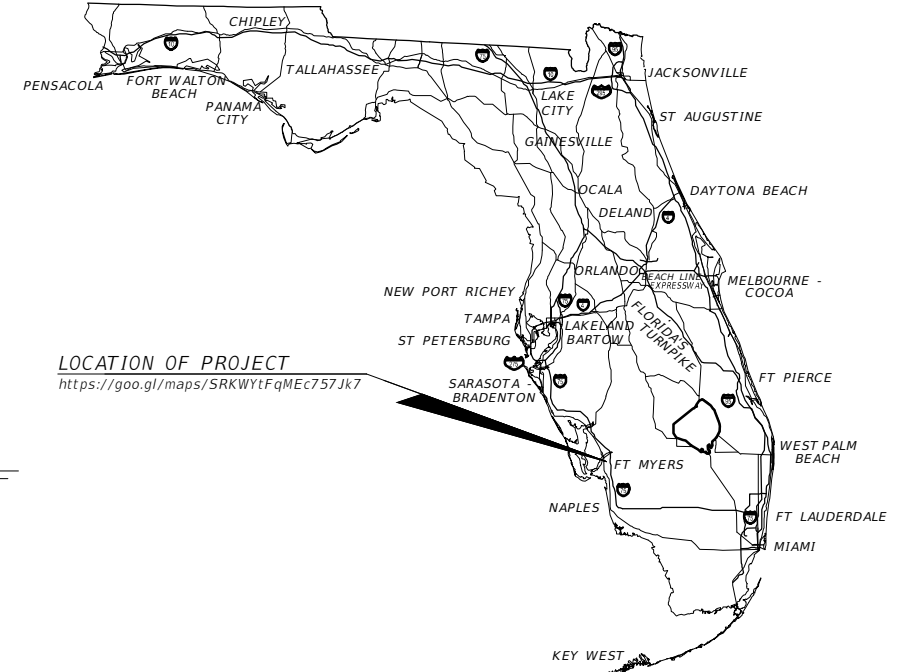 CHIPLEY
PENSACOLA
FORT WALTON
BEACH
PANAMA
CITY
TALLAHASSEE
LAKE
CITY
JACKSONVILLE
ST AUGUSTINE
GAINESVILLE
OCALA
DELAND
DAYTONA BEACH
ORLANDO
BEACH LINE
EXPRESSWAY
MELBOURNE -
COCOA
NEW PORT RICHEY
TAMPA
ST PETERSBURG
LAKELAND
BARTOW
FLORIDA'S
TURNPIKE
LOCATION OF PROJECT
https://goo.gl/maps/SRKWYtFqMEc757Jk7
SARASOTA -
BRADENTON
FT PIERCE
WEST PALM
BEACH
FT MYERS
NAPLES
FT LAUDERDALE
MIAMI
KEY WEST